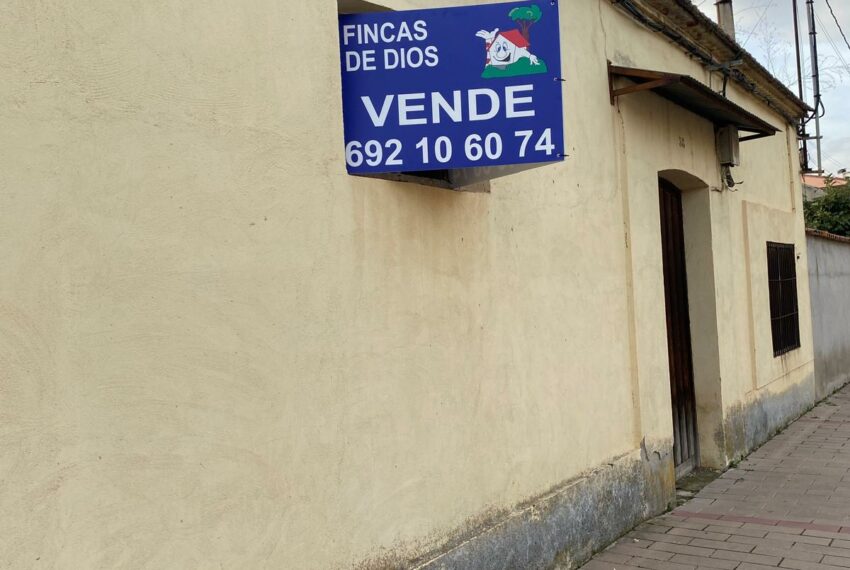 FINCAS
DE DIOS
VENDE
692 10 60 74